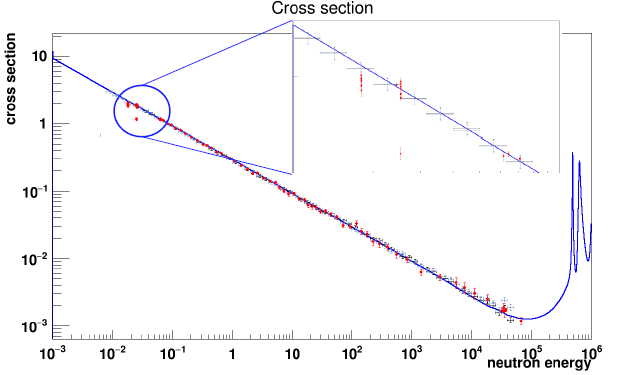 Cross section
cross section
10
1
10⁻¹
10⁻²
10⁻³
10⁻³ 10⁻² 10⁻¹ 1 10 10² 10³ 10⁴ 10⁵ 10⁶
neutron energy